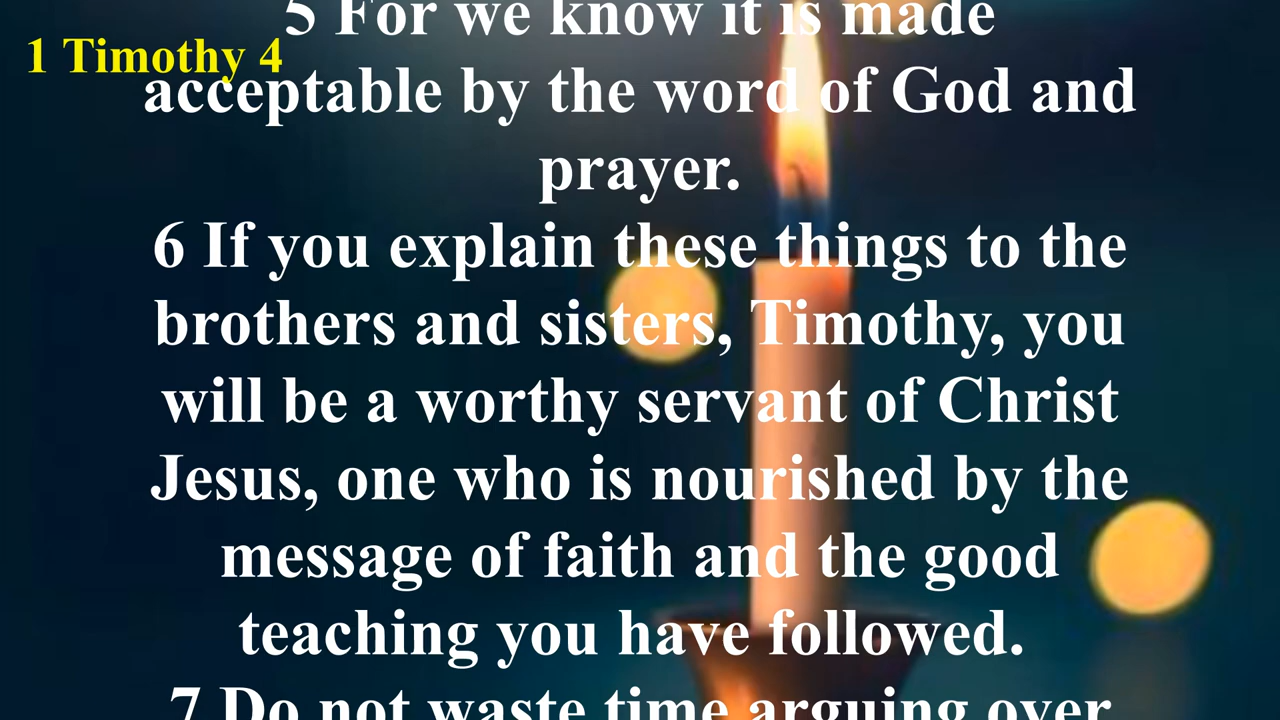 5 For we know it is made
1 Timothy 4
acceptable by the word of God and
prayer.
6 If you explain these things to the
brothers and sisters, Timothy, you
will be a worthy servant of Christ
Jesus, one who is nourished by the
message of faith and the good
teaching you have followed.
7 Do not waste time arguing over